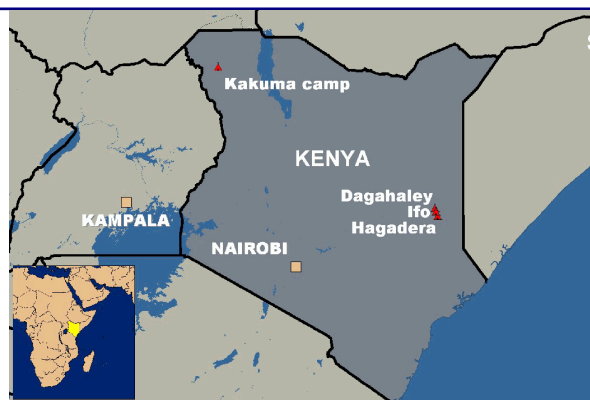 Kakuma camp
KENYA
Dagahaley
Ifo
Hagadera
KAMPALA
NAIROBI
S